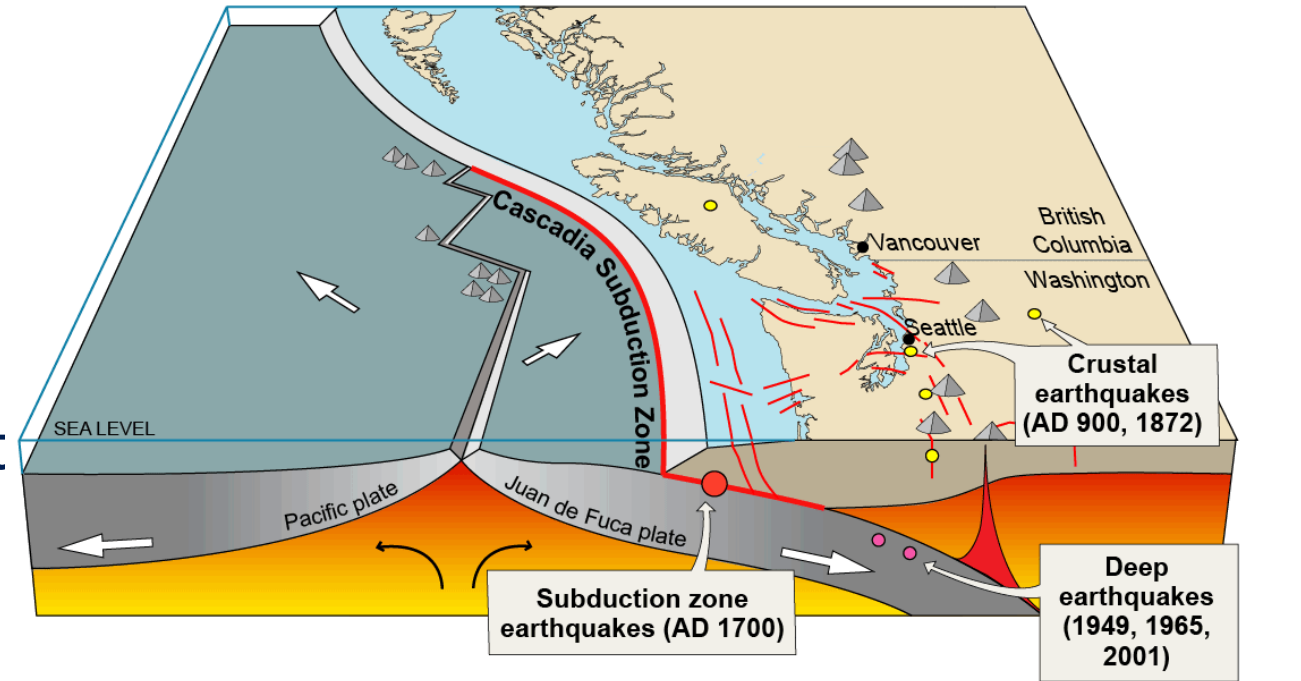 British
Columbia
Vancouver
Washington
Cascadia Subduction Zone
Seattle
Crustal
earthquakes
(AD 900, 1872)
SEA LEVEL
t
Pacific plate
Juan de Fuca plate
Subduction zone
earthquakes (AD 1700)
Deep
earthquakes
(1949, 1965,
2001)